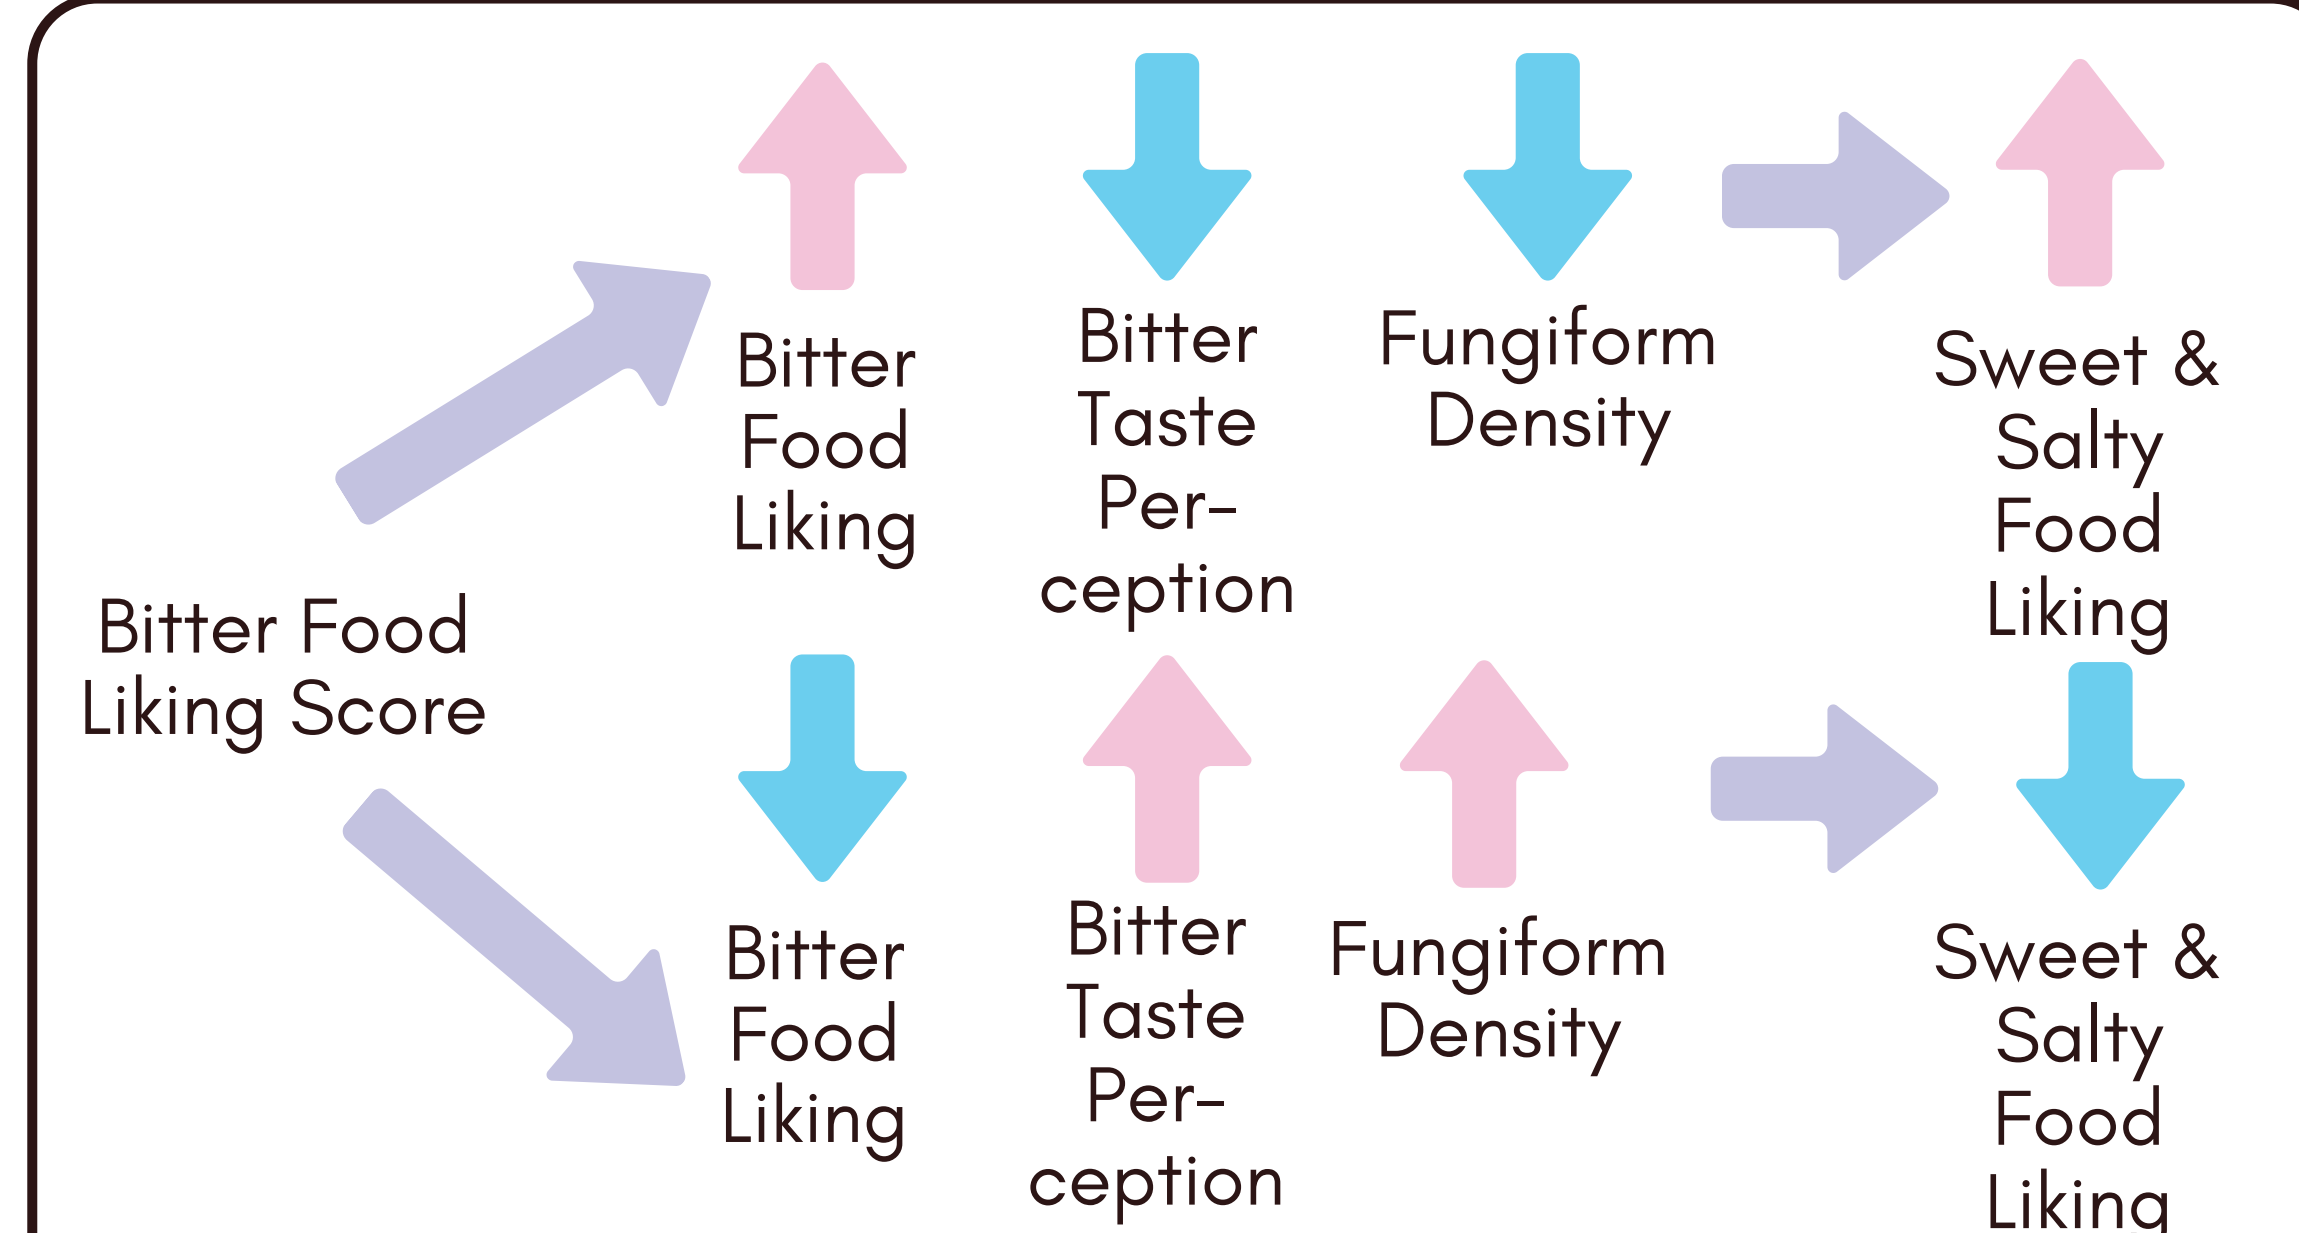 Bitter
Food
Liking
Bitter
Taste
Per-
ception
Fungiform
Density
Sweet &
Salty
Food
Liking
Bitter Food
Liking Score
Bitter
Food
Liking
Bitter
Taste
Per-
ception
Fungiform
Density
Sweet &
Salty
Food
Liking